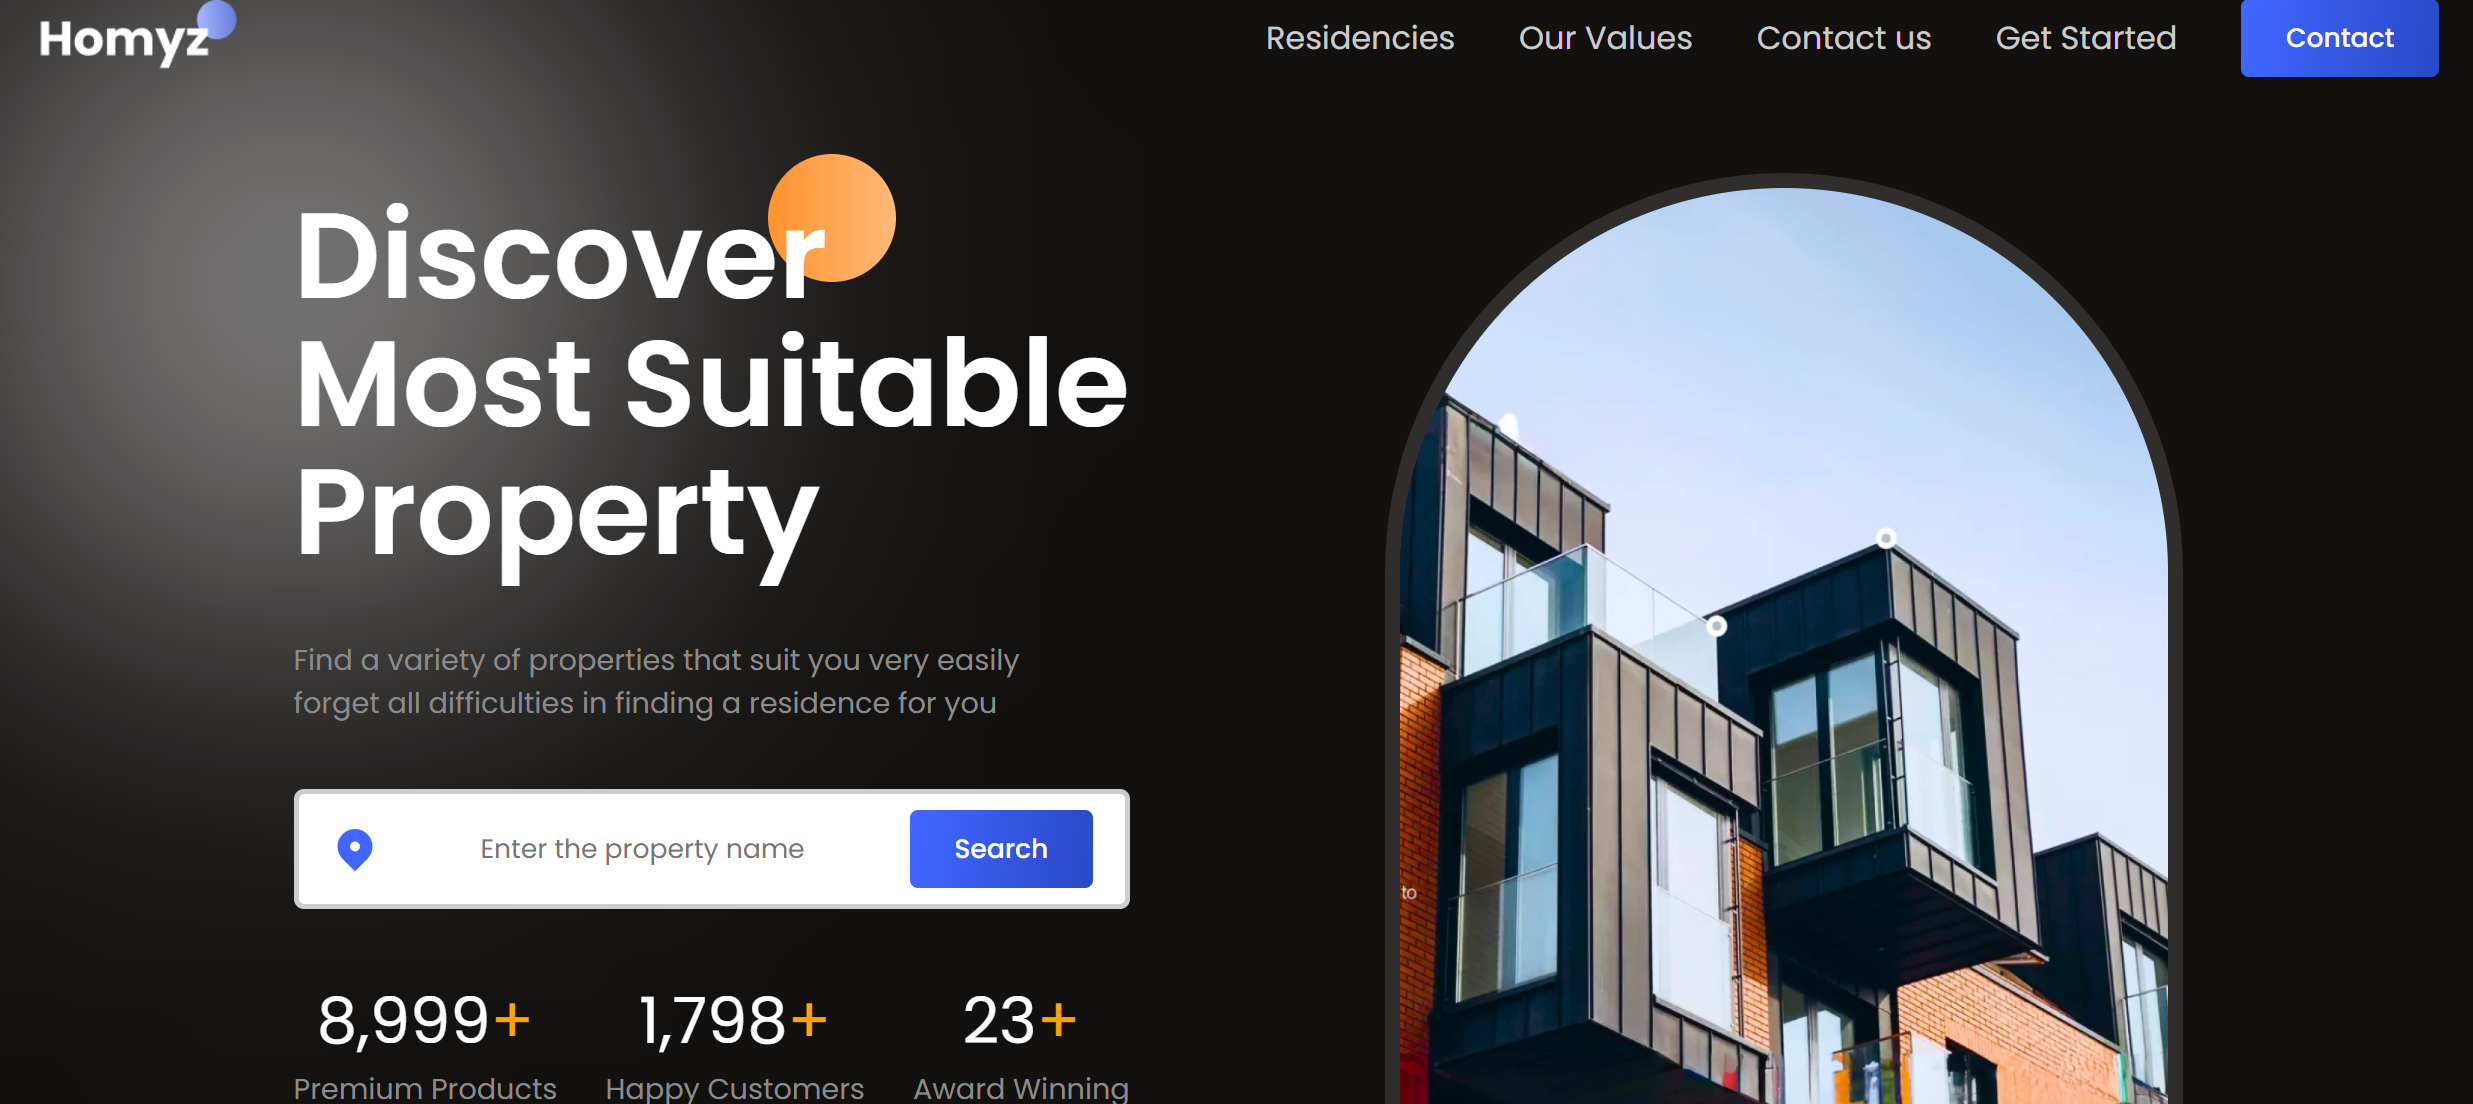 Homyz
Residencies
Our Values
Contact us
Get Started
Contact
Discover
Most Suitable
Property
Find a variety of properties that suit you very easily
forget all difficulties in finding a residence for you
Enter the property name
Search
8,999+
1,798+
23+
Premium Products
Happy Customers
Award Winning
to